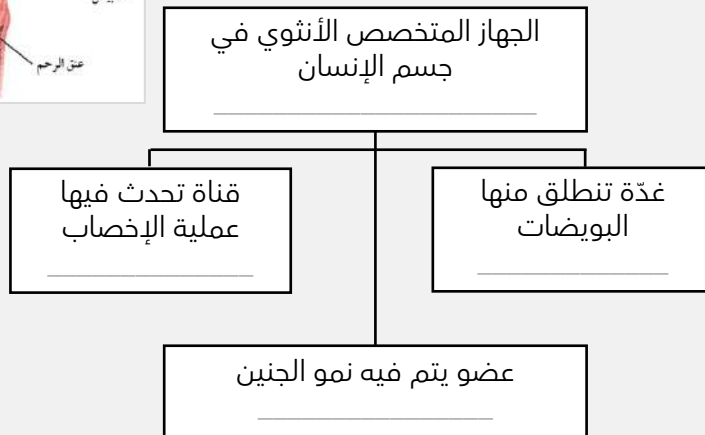 عنق الرحم
الجهاز المتخصص الأنثوي في
جسم الإنسان
غدّة تنطلق منها
البويضات
قناة تحدث فيها
عملية الإخصاب
عضو يتم فيه نمو الجنين